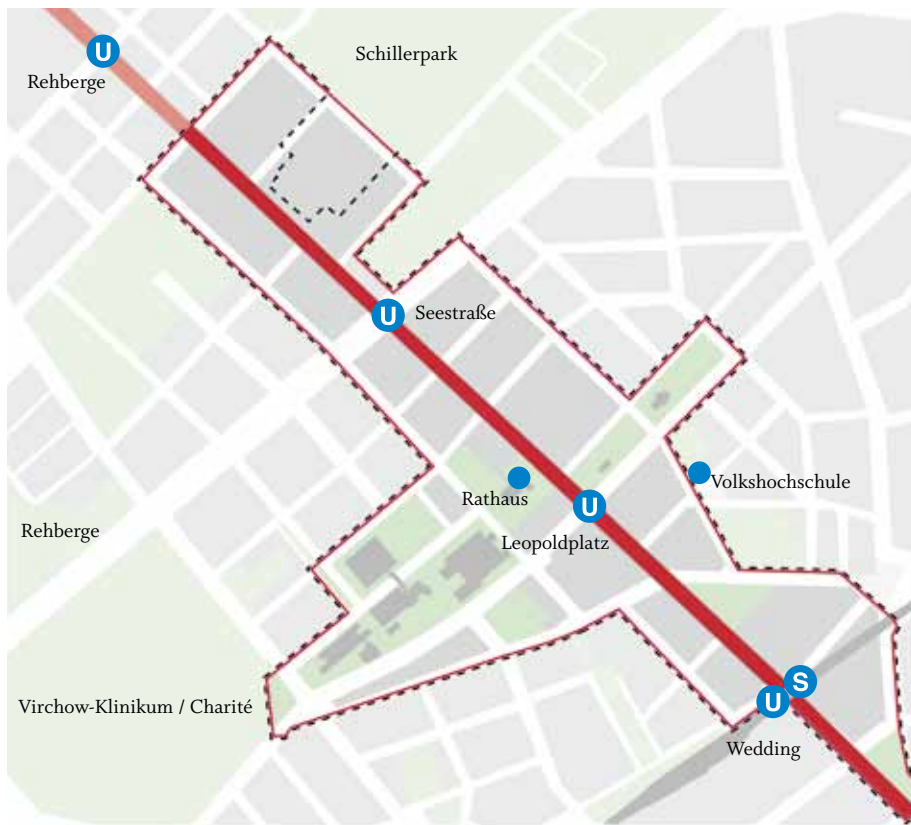 Schillerpark
U
Rehberge
U
Seestraße
Volkshochschule
Rathaus
U
Leopoldplatz
Rehberge
S
U
Virchow-Klinikum / Charité
Wedding